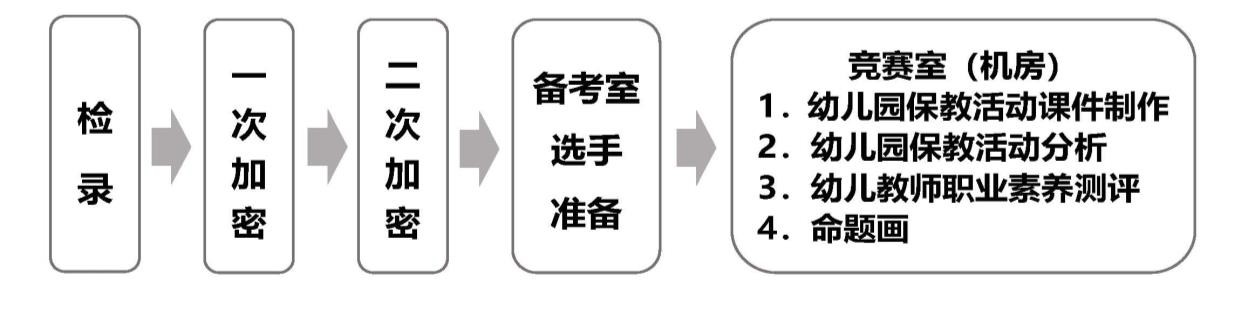 检
录
一
次
加
密
二
次
加
密
备考室
选手
准备
竞赛室（机房）
1．幼儿园保教活动课件制作
2．幼儿园保教活动分析
3．幼儿教师职业素养测评
4．命题画